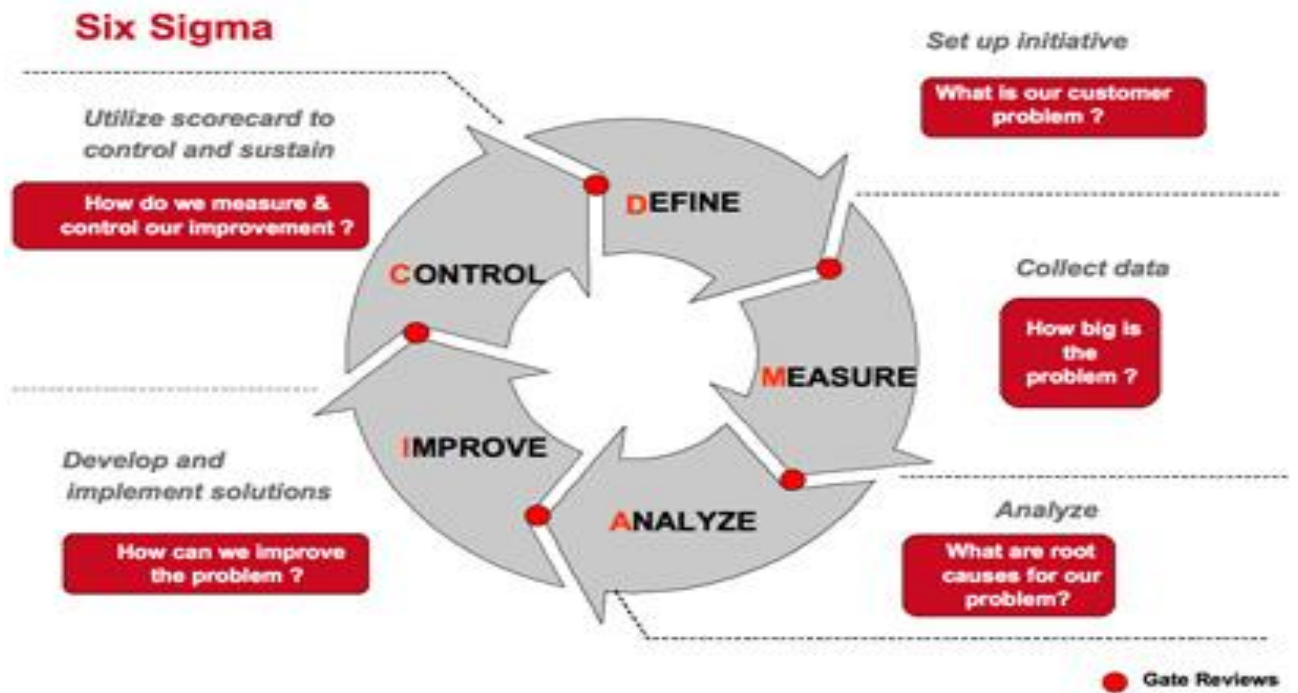 Six Sigma
Set up initiative
What is our customer
problem ?
Utilize scorecard to
control and sustain
How do we measure &
control our improvement ?
DEFINE
CONTROL
Collect data
How big is
the
problem ?
MEASURE
IMPROVE
Develop and
implement solutions
How can we improve
the problem ?
ANALYZE
Analyze
What are root
causes for our
problem?
Gate Reviews